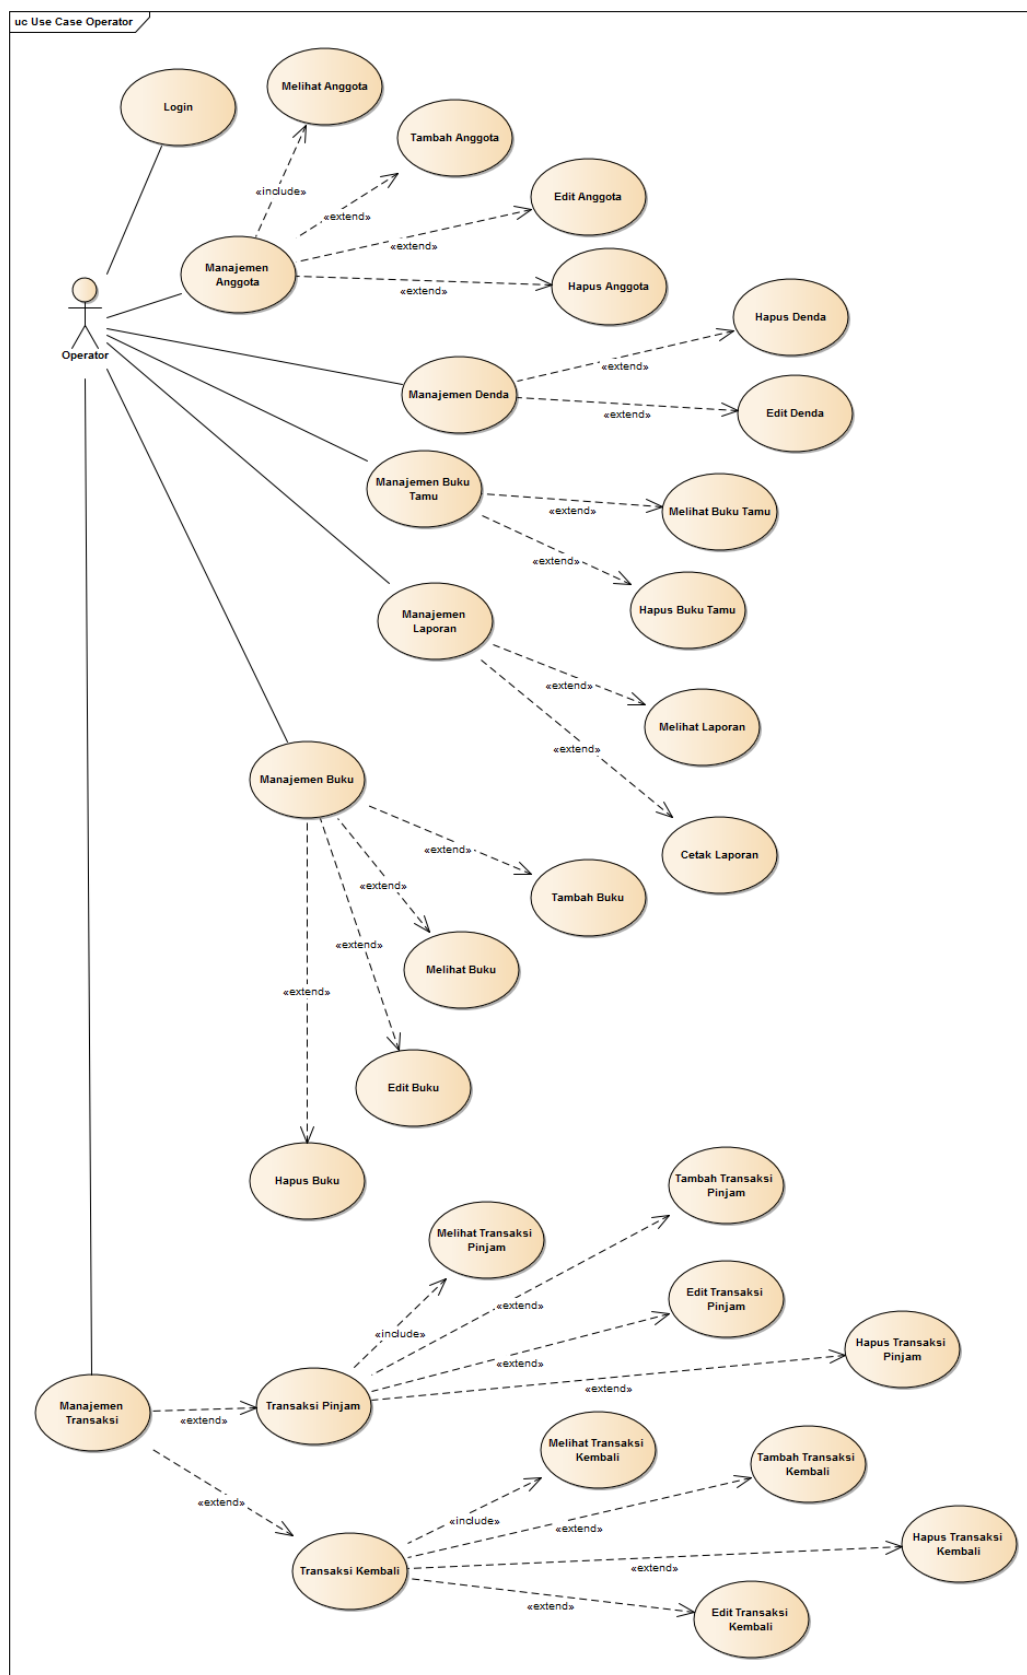 uc Use Case Operator
Login
Melihat Anggota
Tambah Anggota
«include»
«extend»
Edit Anggota
«extend»
Manajemen
Anggota
«extend»
Hapus Anggota
Operator
Hapus Denda
«extend»
Manajemen Denda
«extend»
Edit Denda
Manajemen Buku
Tamu
«extend»
Melihat Buku Tamu
«extend»
Hapus Buku Tamu
Manajemen
Laporan
«extend»
Melihat Laporan
«extend»
Cetak Laporan
Manajemen Buku
«extend»
Tambah Buku
«extend»
Melihat Buku
«extend»
Edit Buku
«extend»
Hapus Buku
Tambah Transaksi
Pinjam
Melihat Transaksi
Pinjam
Edit Transaksi
Pinjam
Hapus Transaksi
Pinjam
«include»
«extend»
«extend»
«extend»
Manajemen
Transaksi
«extend»
Transaksi Pinjam
Melihat Transaksi
Kembali
Tambah Transaksi
Kembali
«extend»
«include»
«extend»
Hapus Transaksi
Kembali
Transaksi Kembali
«extend»
«extend»
Edit Transaksi
Kembali